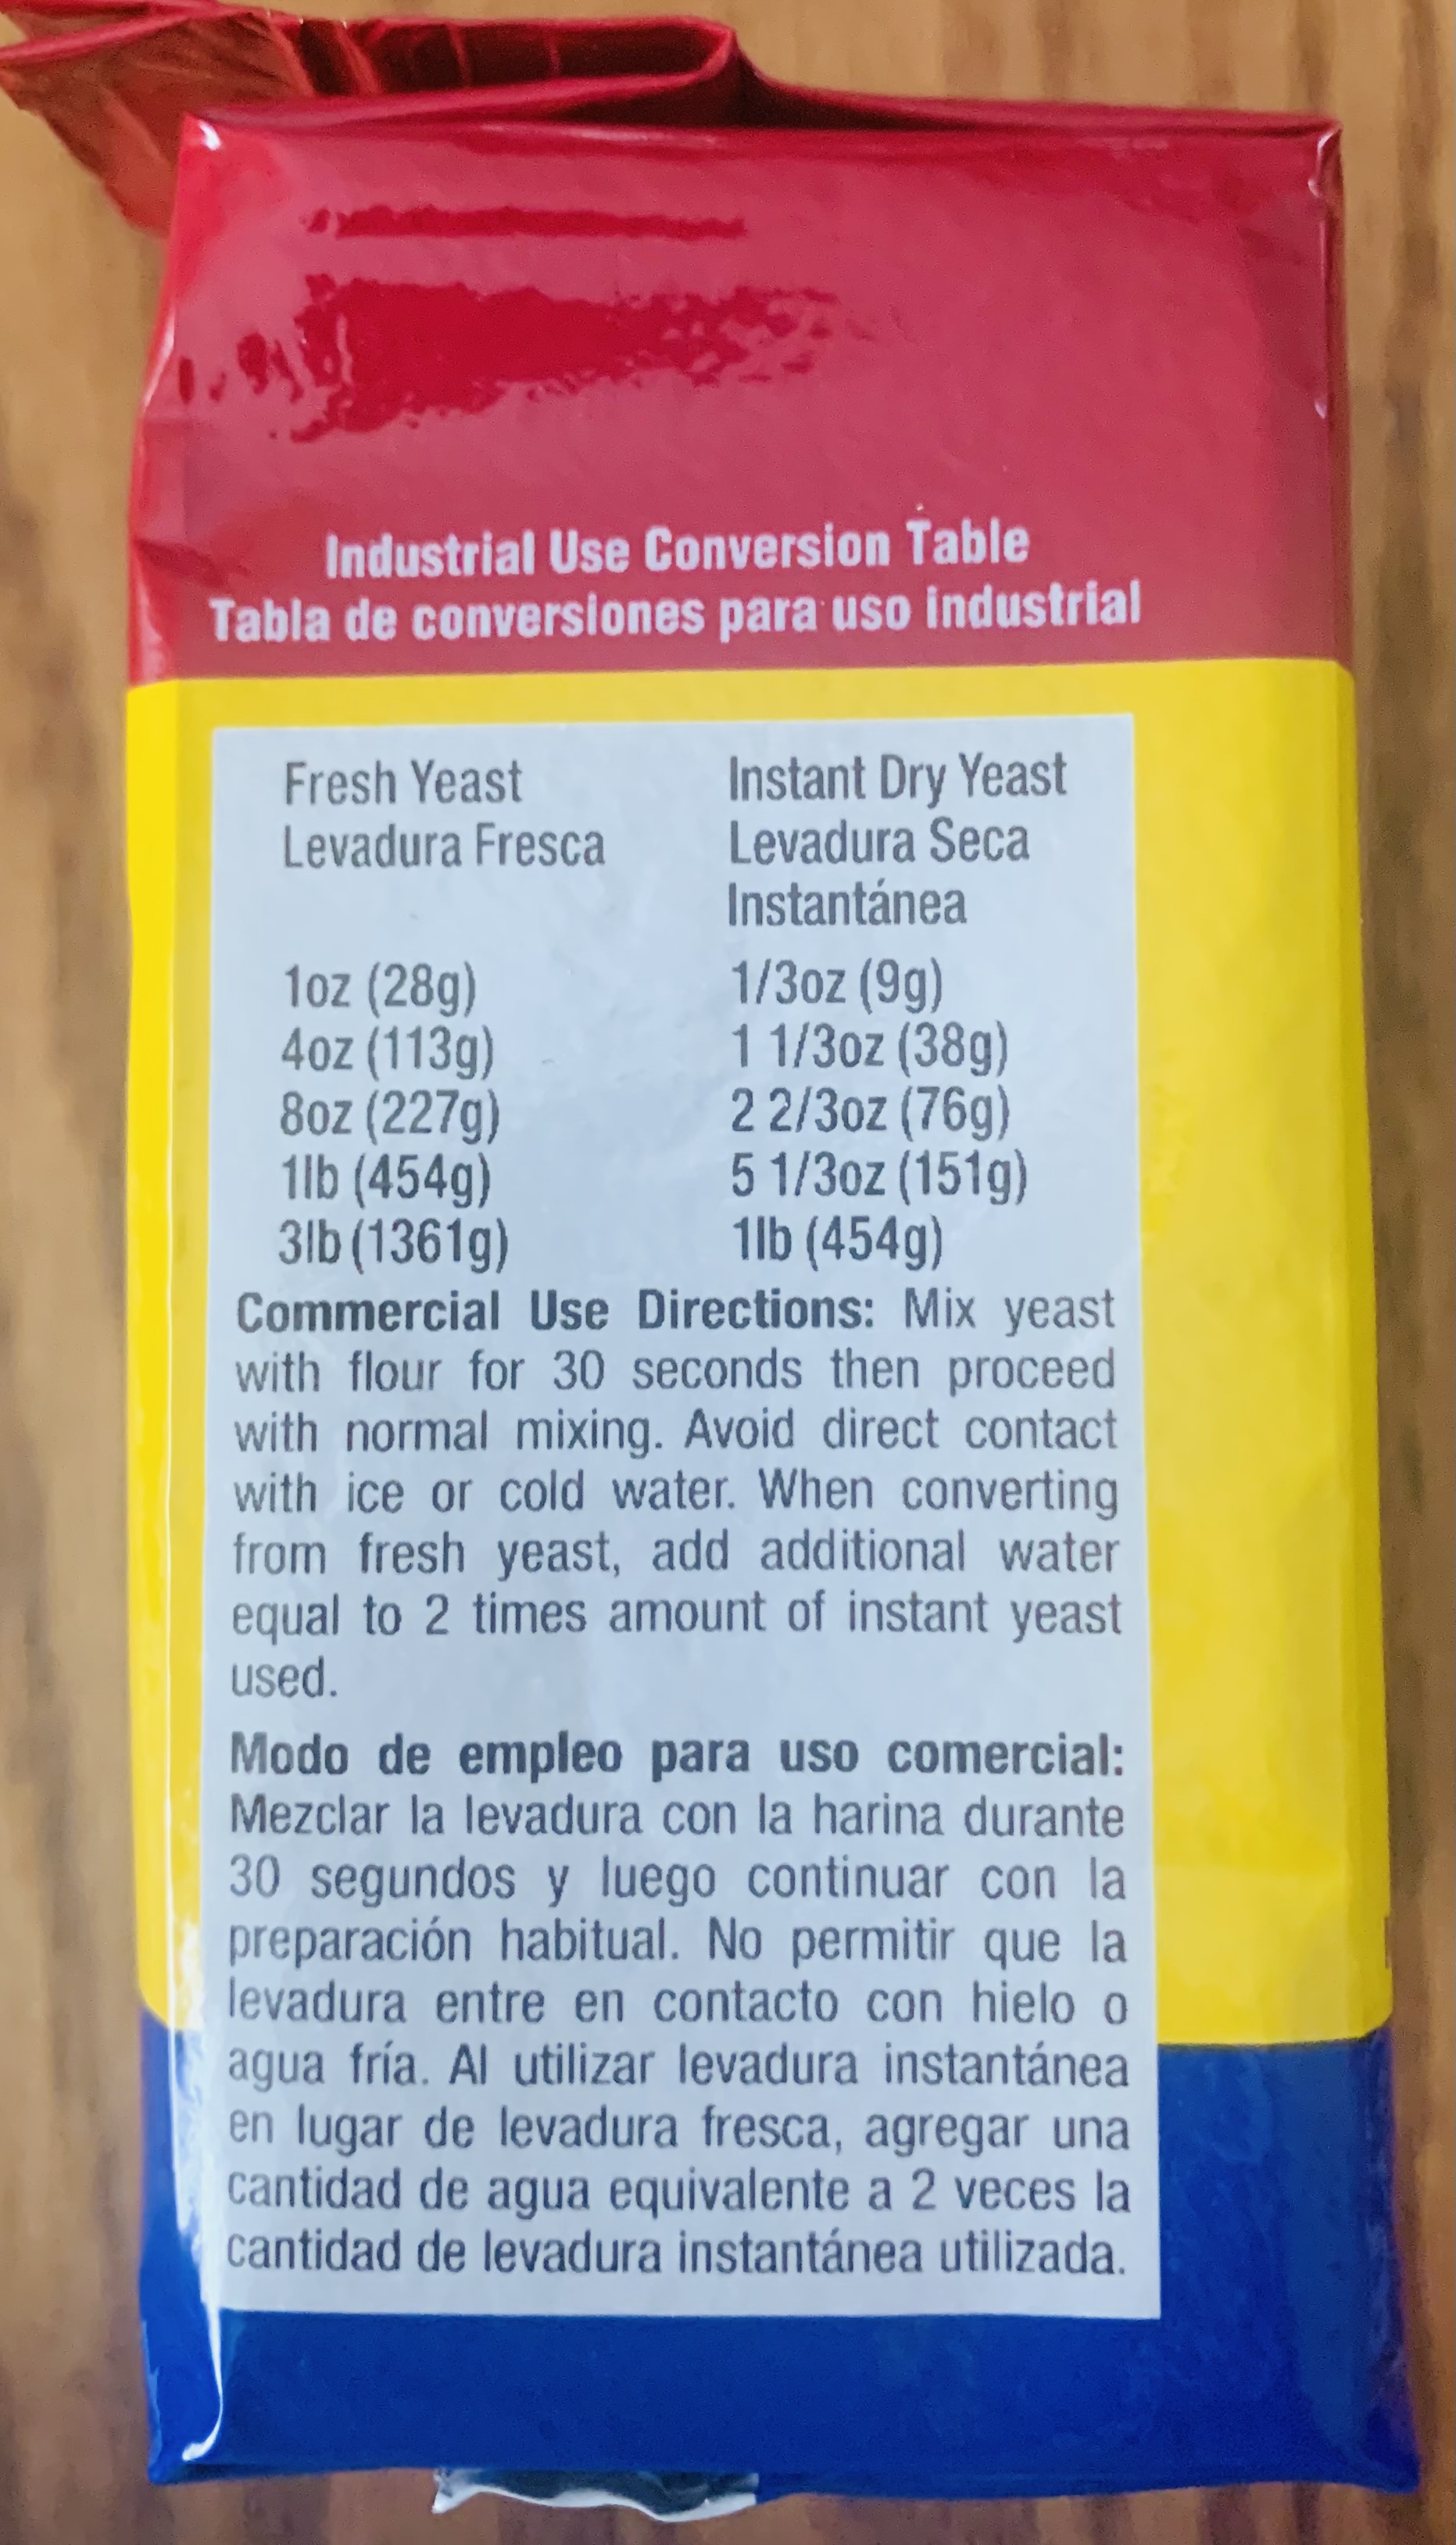 Industrial Use Conversion Table
Tabla de conversiones para uso industrial
Fresh Yeast Instant Dry Yeast
Levadura Fresca Levadura Seca
Instantánea
1oz (28g) 1/3oz (9g)
4oz (113g) 1 1/3oz (38g)
8oz (227g) 2 2/3oz (76g)
1lb (454g) 5 1/3oz (151g)
3lb (1361g) 1lb (454g)
Commercial Use Directions: Mix yeast
with flour for 30 seconds then proceed
with normal mixing. Avoid direct contact
with ice or cold water. When converting
from fresh yeast, add additional water
equal to 2 times amount of instant yeast
used.
Modo de empleo para uso comercial:
Mezclar la levadura con la harina durante
30 segundos y luego continuar con la
preparación habitual. No permitir que la
levadura entre en contacto con hielo o
agua fría. Al utilizar levadura instantánea
en lugar de levadura fresca, agregar una
cantidad de agua equivalente a 2 veces la
cantidad de levadura instantánea utilizada.